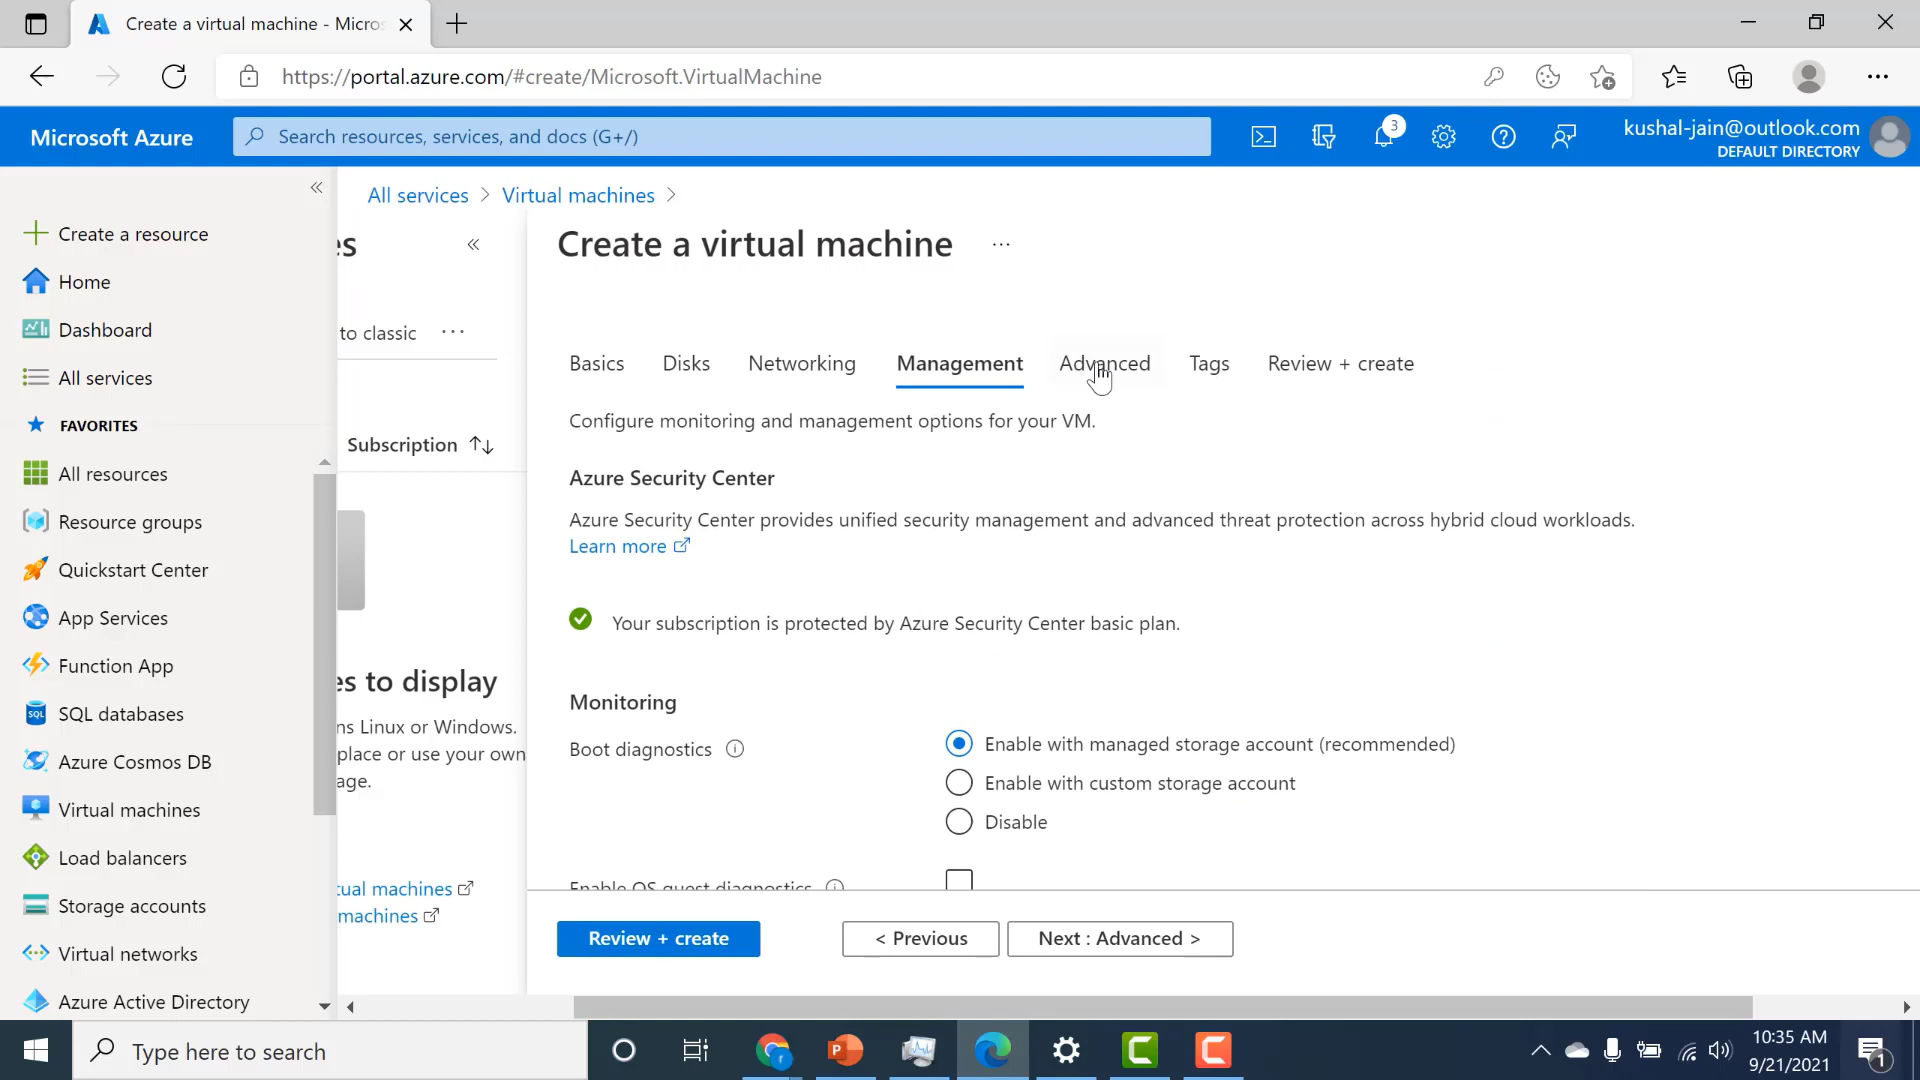 Create a virtual machine - Micros
https://portal.azure.com/#create/Microsoft.VirtualMachine
Microsoft Azure
Search resources, services, and docs (G+/)
3
kushal-jain@outlook.com
DEFAULT DIRECTORY
Create a resource
Home
Dashboard
All services
FAVORITES
All resources
Resource groups
Quickstart Center
App Services
Function App
SQL databases
Azure Cosmos DB
Virtual machines
Load balancers
Storage accounts
Virtual networks
Azure Active Directory
All services > Virtual machines >
es
to classic
Subscription
es to display
ns Linux or Windows.
place or use your own
age.
tual machines
machines
Create a virtual machine
Basics Disks Networking Management Advanced Tags Review + create
Configure monitoring and management options for your VM.
Azure Security Center
Azure Security Center provides unified security management and advanced threat protection across hybrid cloud workloads.
Learn more
Your subscription is protected by Azure Security Center basic plan.
Monitoring
Boot diagnostics
Enable with managed storage account (recommended)
Enable with custom storage account
Disable
Enable OS guest diagnostics
Review + create
< Previous
Next : Advanced >
Type here to search
10:35 AM
9/21/2021
1